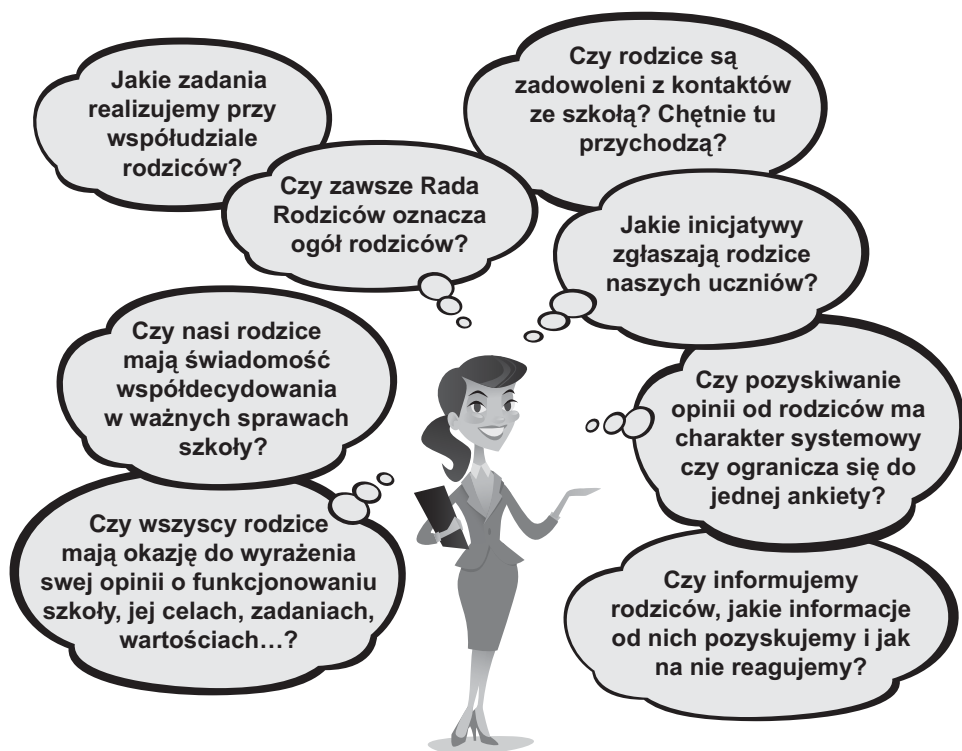 Jakie zadania
realizujemy przy
współudziale
rodziców?
Czy rodzice są
zadowoleni z kontaktów
ze szkołą? Chętnie tu
przychodzą?
Czy zawsze Rada
Rodziców oznacza
ogół rodziców?
Jakie inicjatywy
zgłaszają rodzice
naszych uczniów?
Czy nasi rodzice
mają świadomość
współdecydowania
w ważnych sprawach
szkoły?
Czy pozyskiwanie
opinii od rodziców ma
charakter systemowy
czy ogranicza się do
jednej ankiety?
Czy wszyscy rodzice
mają okazję do wyrażenia
swej opinii o funkcjonowaniu
szkoły, jej celach, zadaniach,
wartościach…?
Czy informujemy
rodziców, jakie informacje
od nich pozyskujemy i jak
na nie reagujemy?